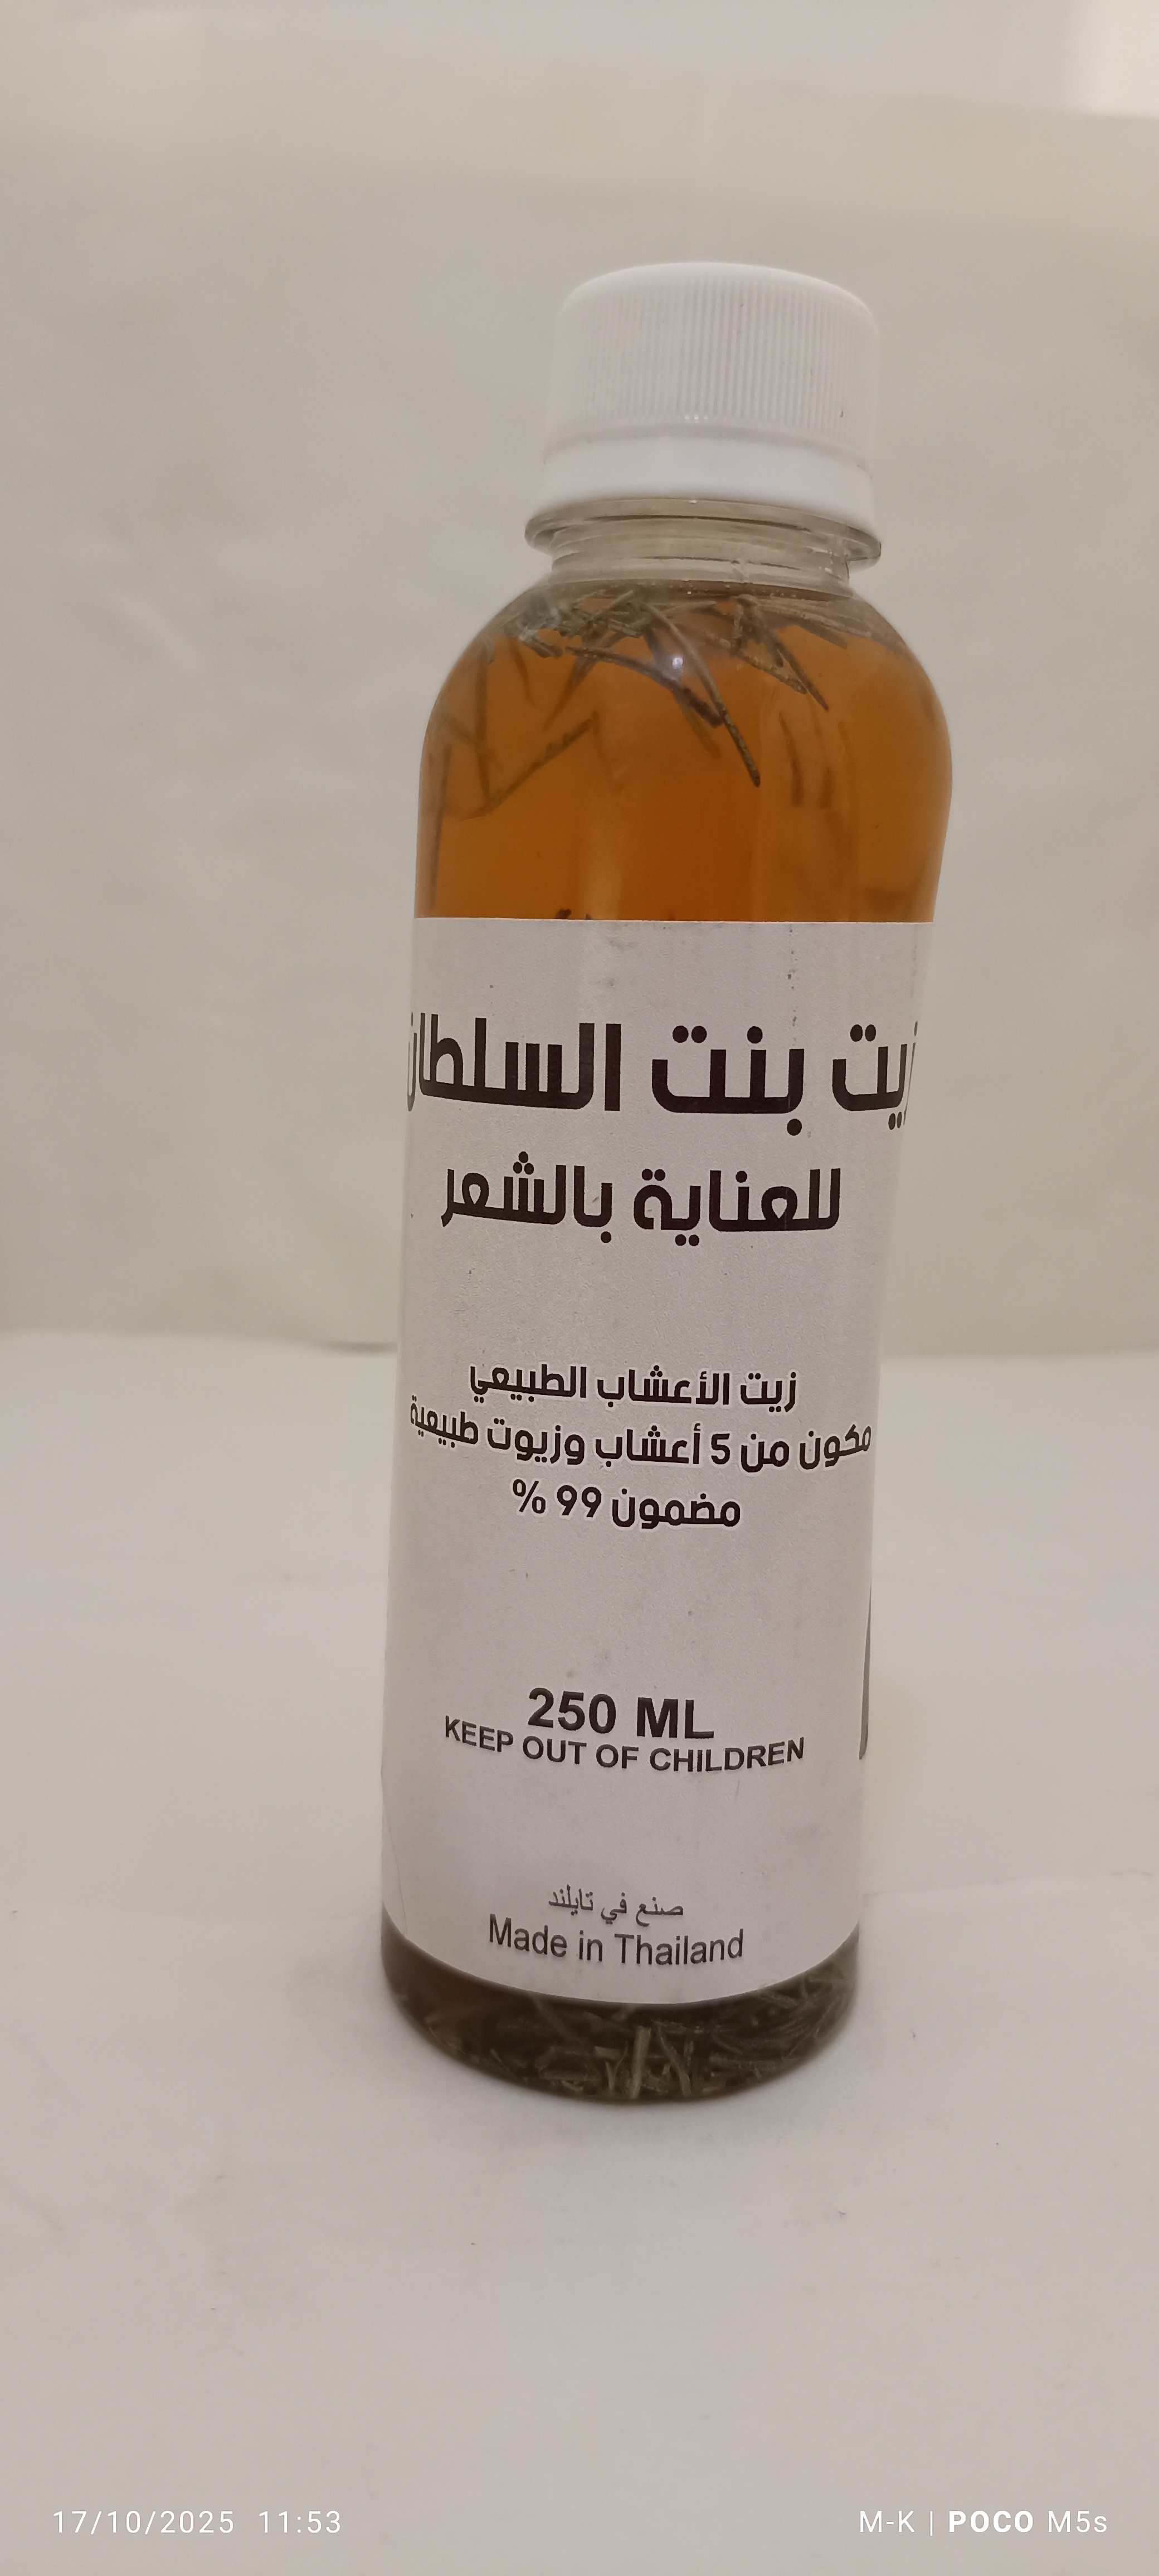 زيت بنت السلطان
للعناية بالشعر
زيت الأعشاب الطبيعي
مكون من 5 أعشاب وزيوت طبيعية
مضمون 99 %
250 ML
KEEP OUT OF CHILDREN
صنع في تايلند
Made in Thailand
17/10/2025 11:53
M-K | POCO M5s